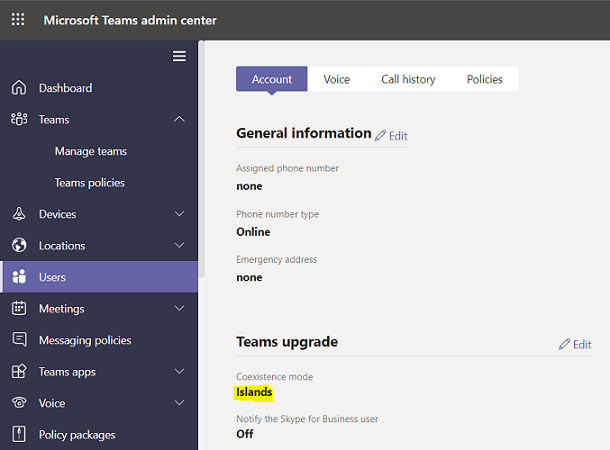 Microsoft Teams admin center
Dashboard
Teams
Manage teams
Teams policies
Devices
Locations
Users
Meetings
Messaging policies
Teams apps
Voice
Policy packages
Account Voice Call history Policies
General information Edit
Assigned phone number
none
Phone number type
Online
Emergency address
none
Teams upgrade Edit
Coexistence mode
Islands
Notify the Skype for Business user
Off